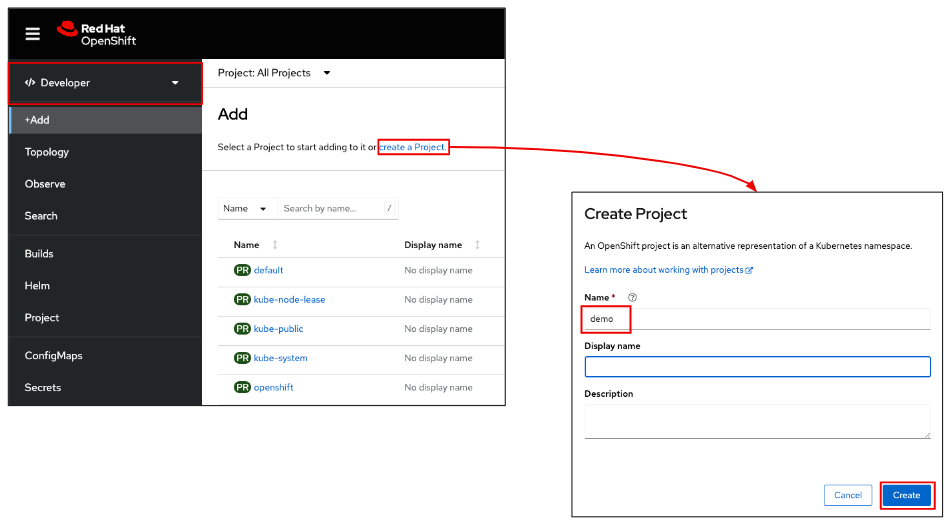 Red Hat
OpenShift
</> Developer
+Add
Topology
Observe
Search
Builds
Helm
Project
ConfigMaps
Secrets
Project: All Projects
Add
Select a Project to start adding to it or create a Project.
Name
Search by name...
/
Name
Display name
PR default
No display name
PR kube-node-lease
No display name
PR kube-public
No display name
PR kube-system
No display name
PR openshift
No display name
Create Project
An OpenShift project is an alternative representation of a Kubernetes namespace.
Learn more about working with projects
Name *
demo
Display name
Description
Cancel
Create